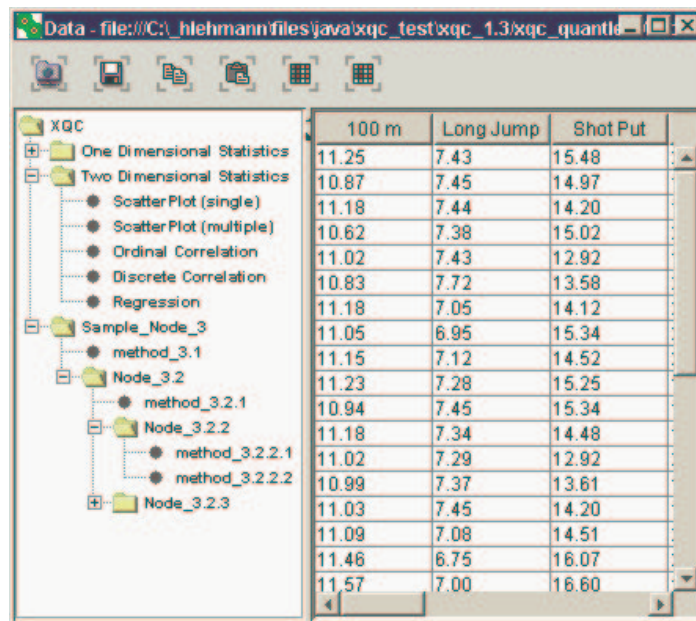 Data - file:///C:\_hlehmann\files\java\xqc_test\xqc_1.3/xqc_quantle
XQC
One Dimensional Statistics
Two Dimensional Statistics
ScatterPlot (single)
ScatterPlot (multiple)
Ordinal Correlation
Discrete Correlation
Regression
Sample_Node_3
method_3.1
Node_3.2
method_3.2.1
Node_3.2.2
method_3.2.2.1
method_3.2.2.2
Node_3.2.3
100 m Long Jump Shot Put
11.25 7.43 15.48
10.87 7.45 14.97
11.18 7.44 14.20
10.62 7.38 15.02
11.02 7.43 12.92
10.83 7.72 13.58
11.18 7.05 14.12
11.05 6.95 15.34
11.15 7.12 14.52
11.23 7.28 15.25
10.94 7.45 15.34
11.18 7.34 14.48
11.02 7.29 12.92
10.99 7.37 13.61
11.03 7.45 14.20
11.09 7.08 14.51
11.46 6.75 16.07
11.57 7.00 16.60